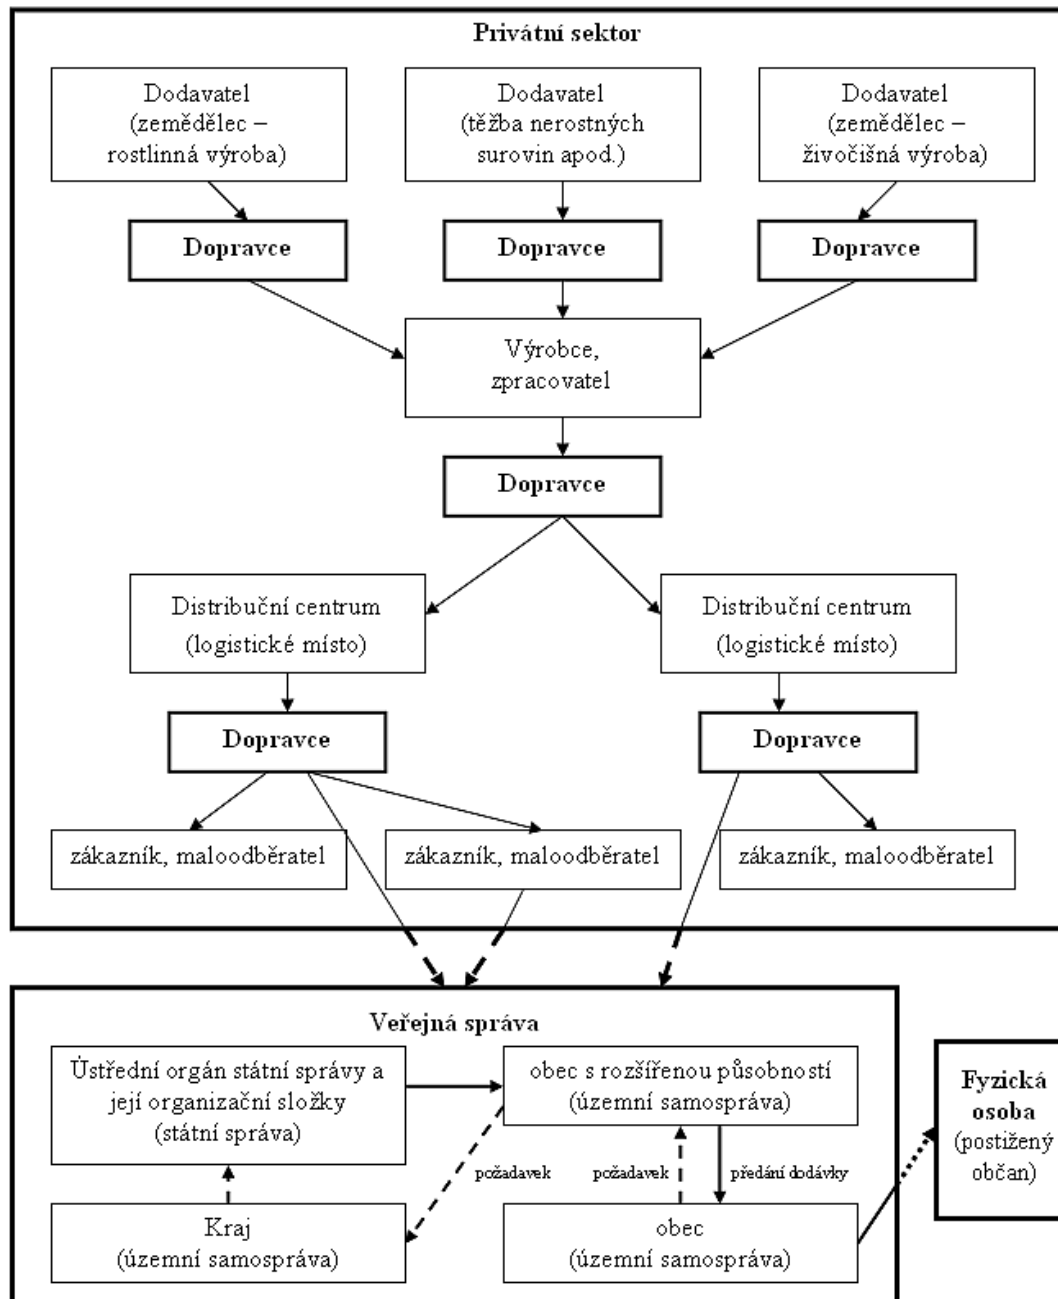 Privátní sektor
Dodavatel
(zemědělec –
rostlinná výroba)
Dodavatel
(těžba nerostných
surovin apod.)
Dodavatel
(zemědělec –
živočišná výroba)
Dopravce
Dopravce
Dopravce
Výrobce,
zpracovatel
Dopravce
Distribuční centrum
(logistické místo)
Distribuční centrum
(logistické místo)
Dopravce
Dopravce
zákazník, maloodběratel
zákazník, maloodběratel
zákazník, maloodběratel
Veřejná správa
Ústřední orgán státní správy a
její organizační složky
(státní správa)
obec s rozšířenou působností
(územní samospráva)
Fyzická
osoba
(postižený
občan)
požadavek
požadavek
předání dodávky
Kraj
(územní samospráva)
obec
(územní samospráva)